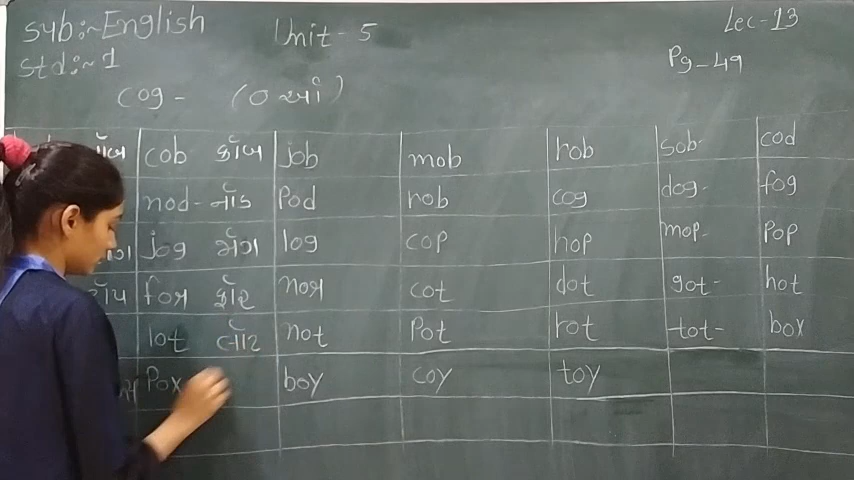 Sub:~ English Unit - 5 Lec-13
Std:~ 1 Pg-49
cog - (૦ સ્વાઁ)
cob કૉબ job mob rob sob- cod
nod- નૉડ Pod rob cog dog- fog
jog જૉગ log cop hop mop- POP
for ફૉર nor cot dot got- hot
lot લૉટ not Pot rot -tot- box
Pox boy coy toy